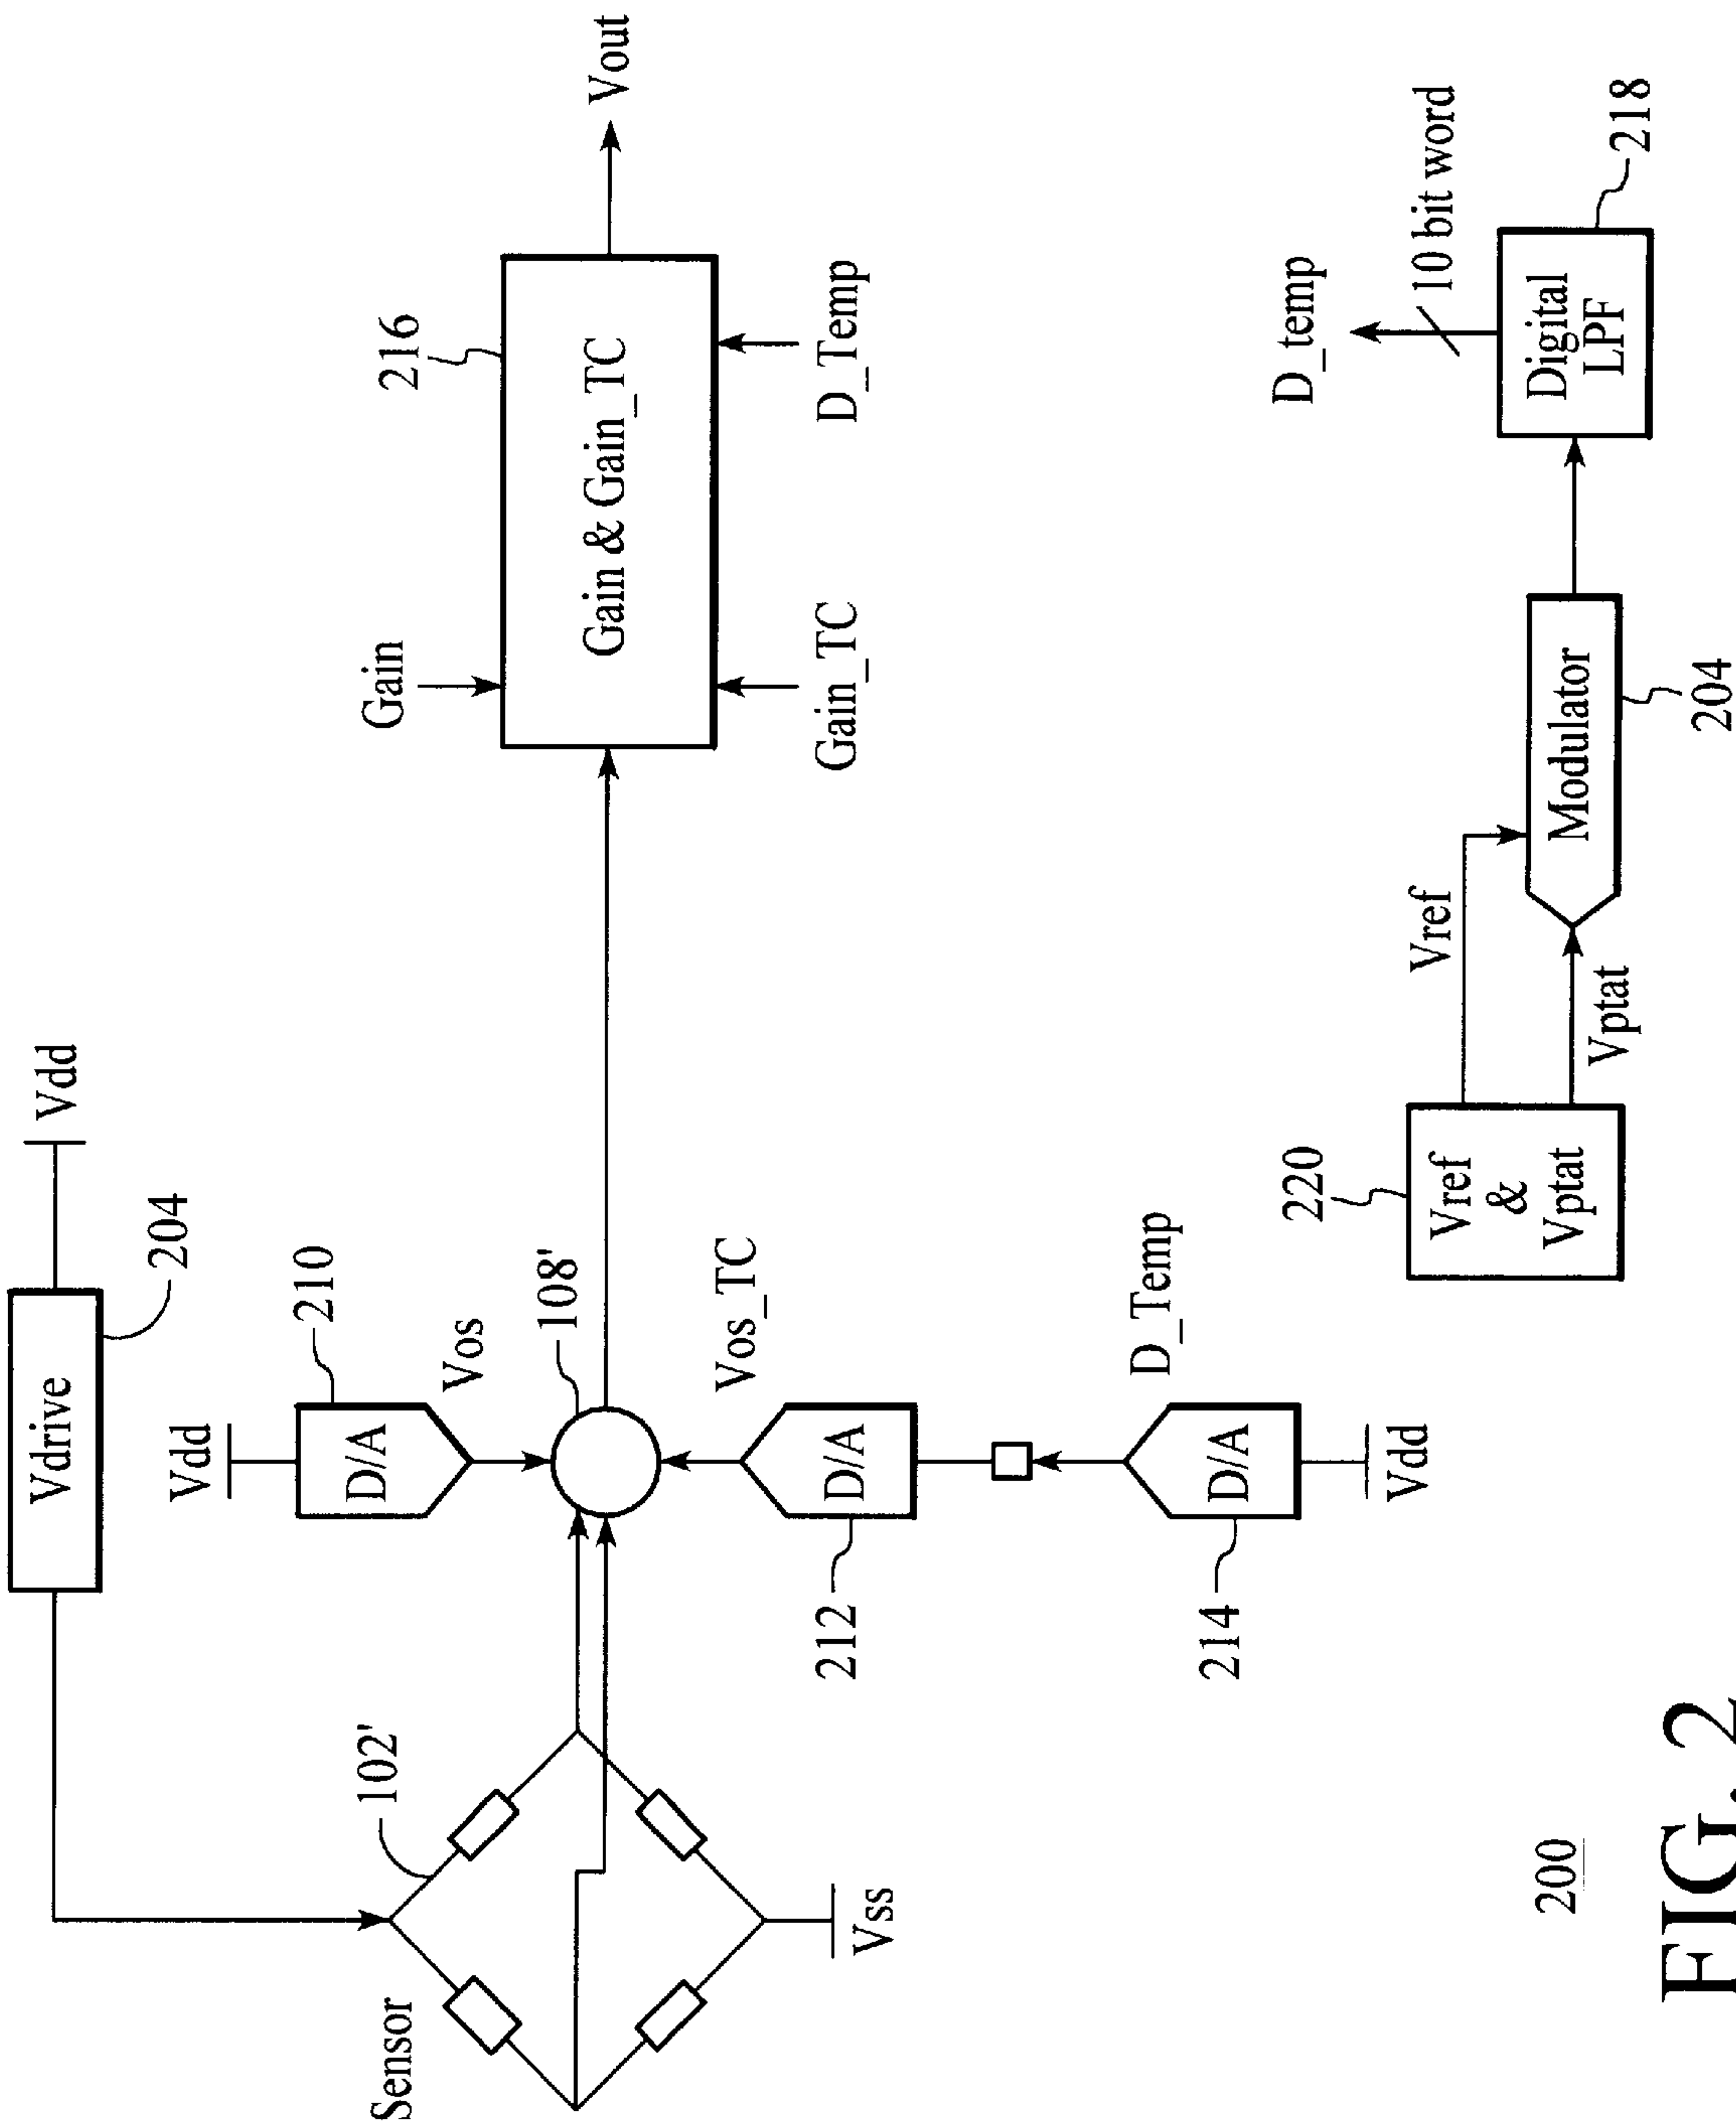 Vdrive
Vdd
204
Vdd
D/A
210
Vos
Sensor
102'
108'
Vss
Vos_TC
D/A
212
D_Temp
D/A
214
Vdd
Gain
216
Gain & Gain_TC
Vout
Gain_TC
D_Temp
220
Vref
&
Vptat
Vref
Vptat
Modulator
204
D_temp
10 bit word
Digital
LPF
218
200
FIG. 2